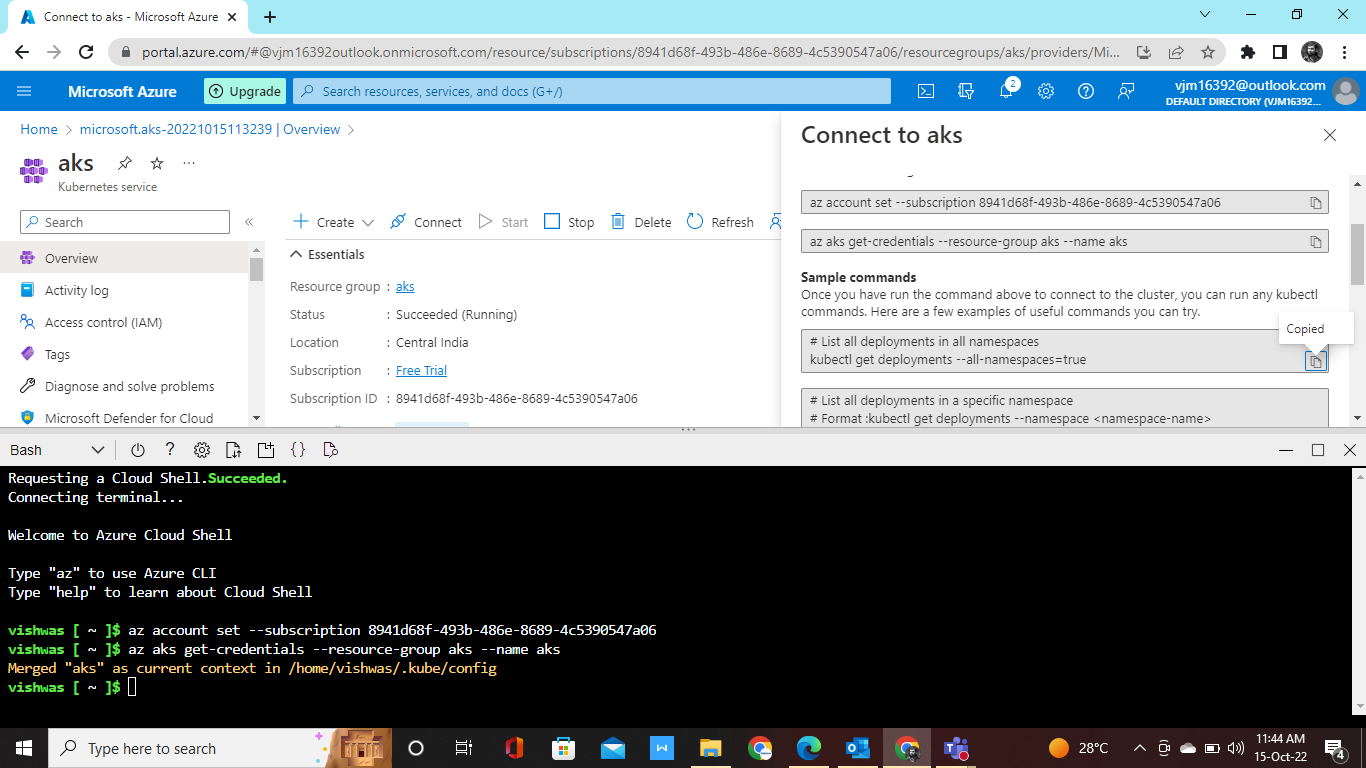 Connect to aks - Microsoft Azure
portal.azure.com/#@vjm16392outlook.onmicrosoft.com/resource/subscriptions/8941d68f-493b-486e-8689-4c5390547a06/resourcegroups/aks/providers/Mi...
Microsoft Azure
Upgrade
Search resources, services, and docs (G+/)
2
vjm16392@outlook.com
DEFAULT DIRECTORY (VJM16392...
Home > microsoft.aks-20221015113239 | Overview >
aks
Kubernetes service
Search
Overview
Activity log
Access control (IAM)
Tags
Diagnose and solve problems
Microsoft Defender for Cloud
Create
Connect
Start
Stop
Delete
Refresh
Essentials
Resource group : aks
Status : Succeeded (Running)
Location : Central India
Subscription : Free Trial
Subscription ID : 8941d68f-493b-486e-8689-4c5390547a06
Connect to aks
az account set --subscription 8941d68f-493b-486e-8689-4c5390547a06
az aks get-credentials --resource-group aks --name aks
Sample commands
Once you have run the command above to connect to the cluster, you can run any kubectl
commands. Here are a few examples of useful commands you can try.
Copied
# List all deployments in all namespaces
kubectl get deployments --all-namespaces=true
# List all deployments in a specific namespace
# Format :kubectl get deployments --namespace <namespace-name>
Bash
Requesting a Cloud Shell.Succeeded.
Connecting terminal...
Welcome to Azure Cloud Shell
Type "az" to use Azure CLI
Type "help" to learn about Cloud Shell
vishwas [ ~ ]$ az account set --subscription 8941d68f-493b-486e-8689-4c5390547a06
vishwas [ ~ ]$ az aks get-credentials --resource-group aks --name aks
Merged "aks" as current context in /home/vishwas/.kube/config
vishwas [ ~ ]$
Type here to search
28°C
11:44 AM
15-Oct-22
4